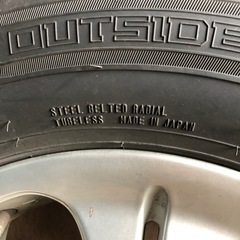 OUTSIDE
STEEL BELTED RADIAL
TUBELESS MADE IN JAPAN